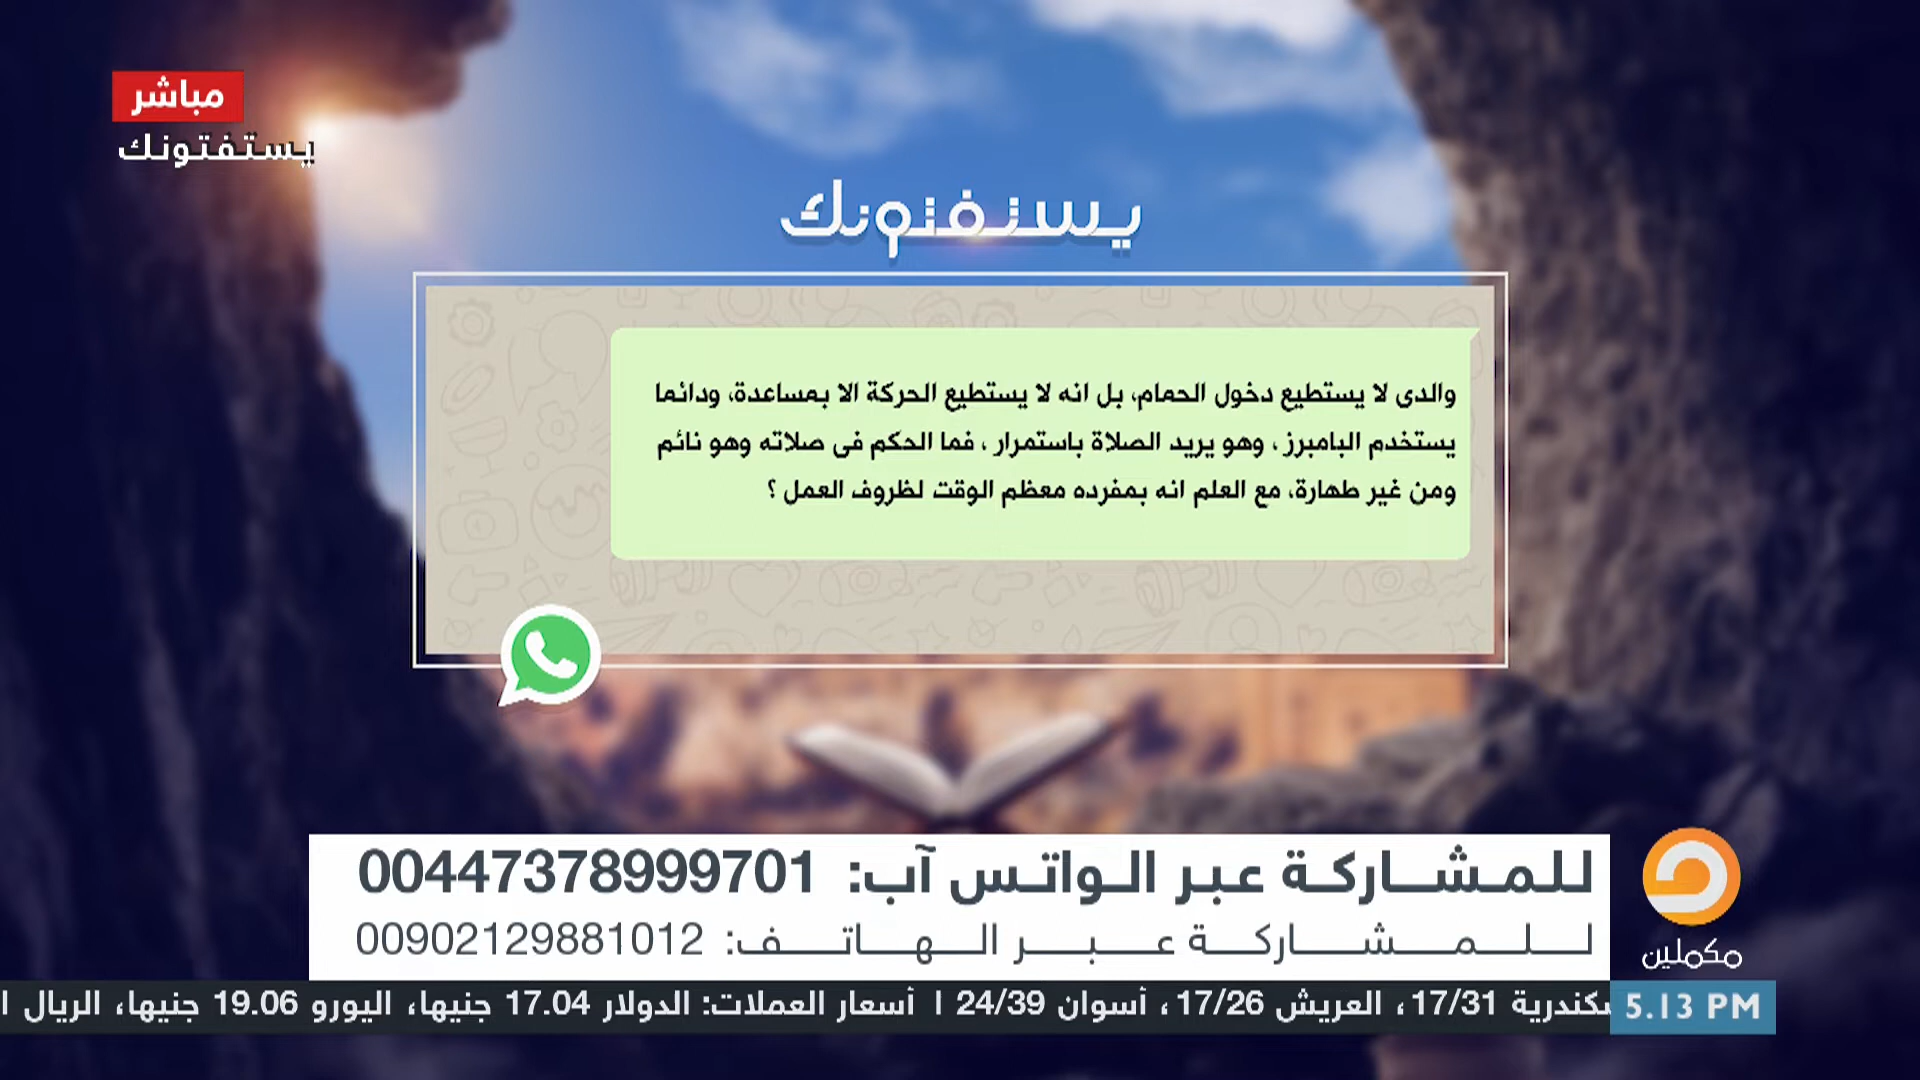 مباشر
يستفتونك
يستفتونك
والدى لا يستطيع دخول الحمام، بل انه لا يستطيع الحركة الا بمساعدة، ودائما
يستخدم البامبرز ، وهو يريد الصلاة باستمرار ، فما الحكم فى صلاته وهو نائم
ومن غير طهارة، مع العلم انه بمفرده معظم الوقت لظروف العمل ؟
للمشاركة عبر الواتس آب: 00447378999701
للمشاركة عبر الهاتف: 00902129881012
مكملين
سكندرية 17/31، العريش 17/26، أسوان 24/39 | أسعار العملات: الدولار 17.04 جنيها، اليورو 19.06 جنيها، الريال
5.13 PM